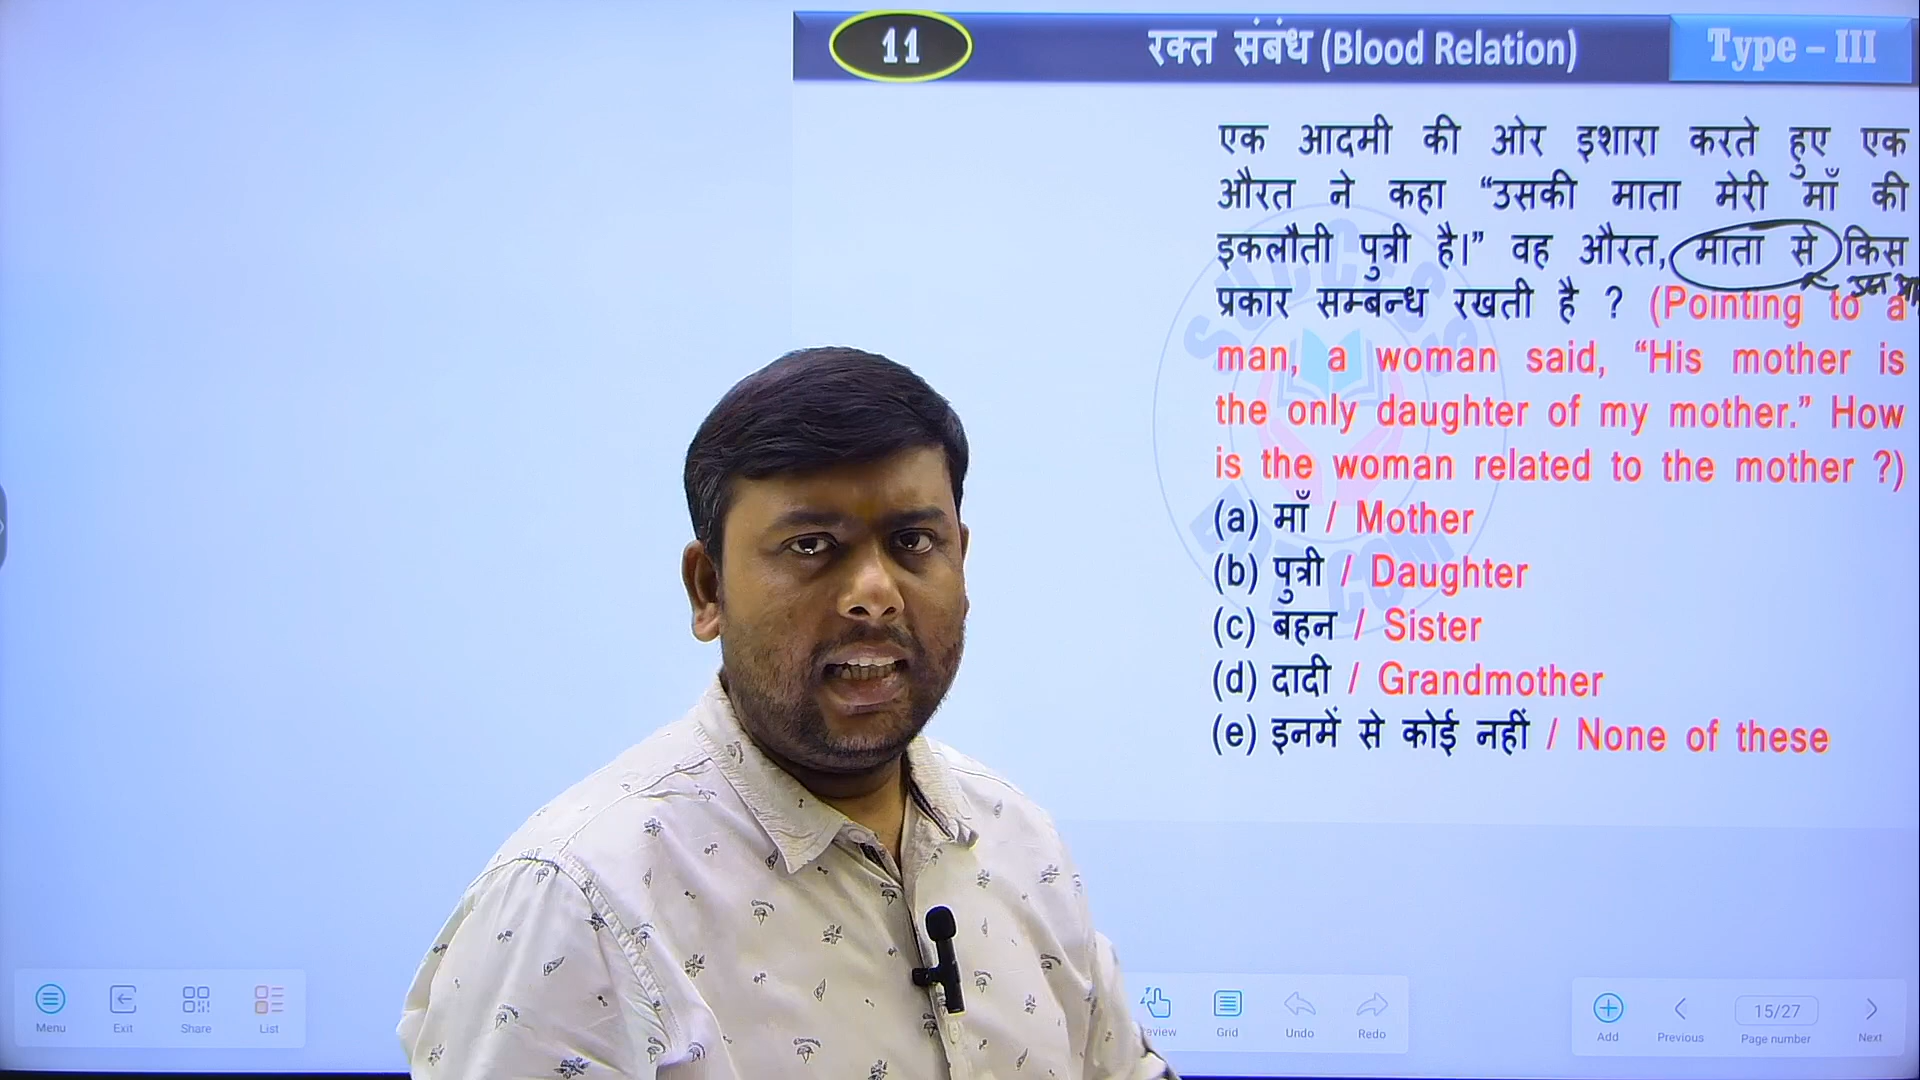 11
रक्त संबंध (Blood Relation)
Type – III
एक आदमी की ओर इशारा करते हुए एक
औरत ने कहा “उसकी माता मेरी माँ की
इकलौती पुत्री है।” वह औरत, माता से किस
प्रकार सम्बन्ध रखती है ? (Pointing to a
man, a woman said, “His mother is
the only daughter of my mother.” How
is the woman related to the mother ?)
(a) माँ / Mother
(b) पुत्री / Daughter
(c) बहन / Sister
(d) दादी / Grandmother
(e) इनमें से कोई नहीं / None of these
Menu
Exit
Share
List
Grid
Undo
Redo
Add
Previous
15/27
Page number
Next